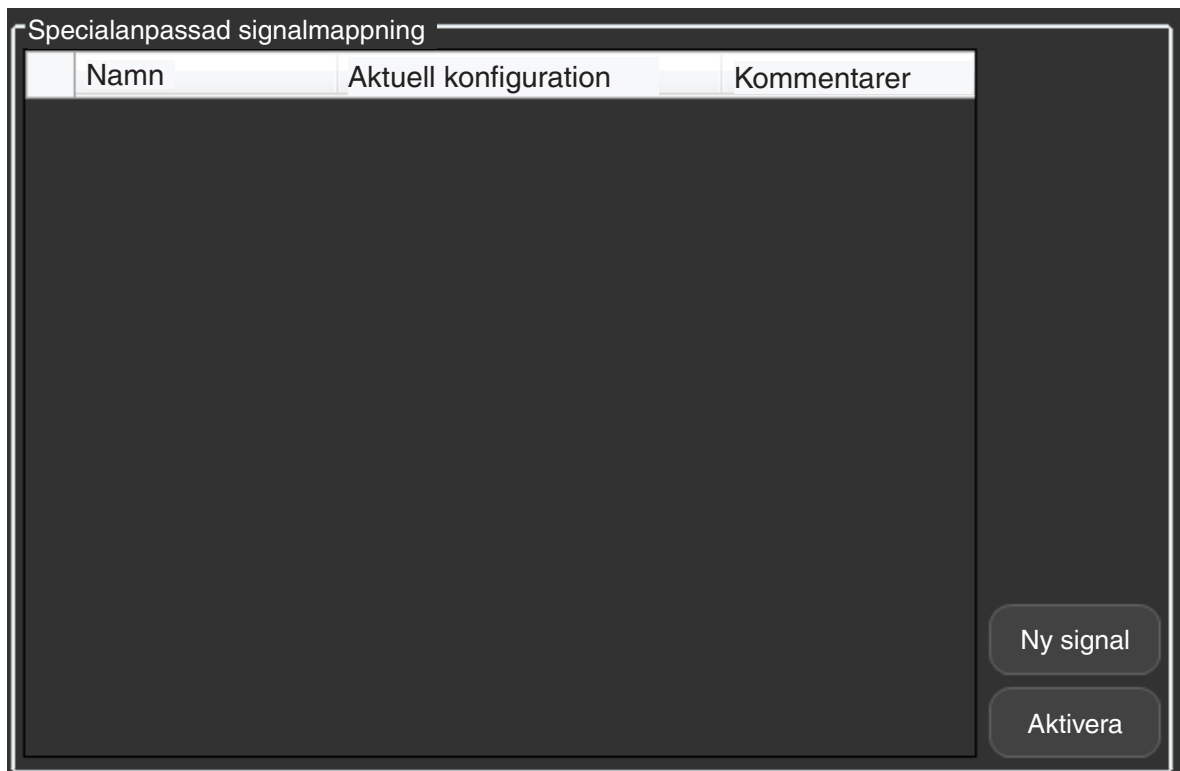 Specialanpassad signalmappning
Namn Aktuell konfiguration Kommentarer
Ny signal
Aktivera